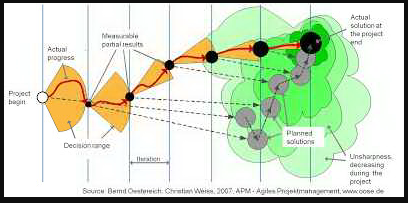 Actual
progress
Measurable
partial results
Actual
solution at
the project
end
Project
begin
Decision range
Iteration
Planned
solutions
Unsharpness,
decreasing
during the
project
Source: Bernd Oestereich, Christian Weiss, 2007, APM - Agiles Projektmanagement, www.oose.de